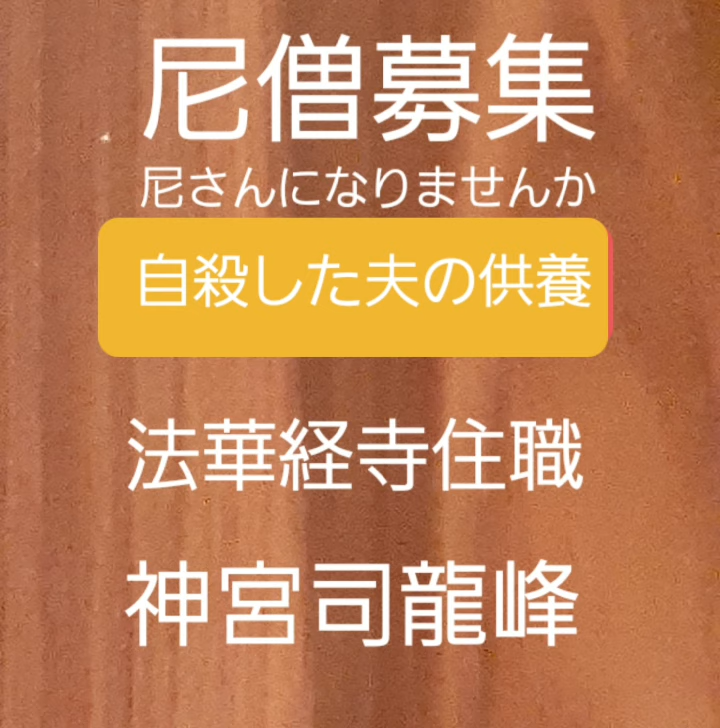 尼僧募集
尼さんになりませんか
自殺した夫の供養
法華経寺住職
神宮司龍峰